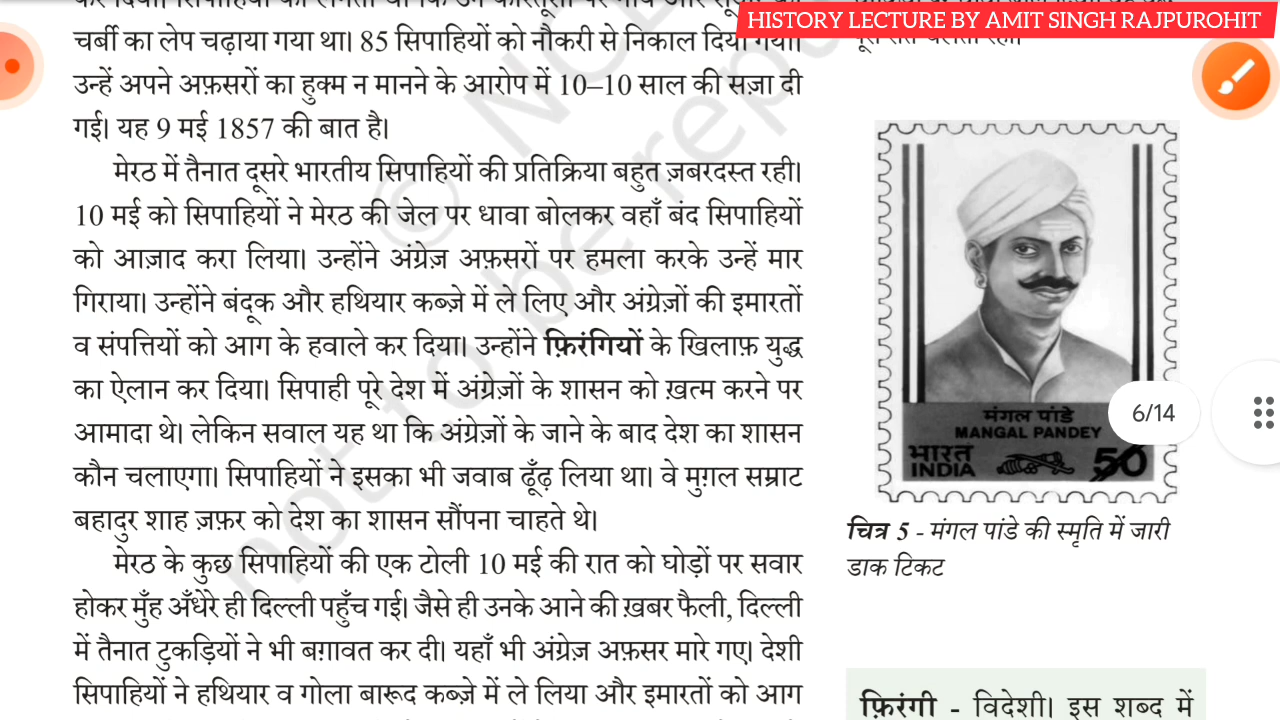 HISTORY LECTURE BY AMIT SINGH RAJPUROHIT
चर्बी का लेप चढ़ाया गया था। 85 सिपाहियों को नौकरी से निकाल दिया गया।
उन्हें अपने अफ़सरों का हुक्म न मानने के आरोप में 10–10 साल की सज़ा दी
गई। यह 9 मई 1857 की बात है।
मेरठ में तैनात दूसरे भारतीय सिपाहियों की प्रतिक्रिया बहुत ज़बरदस्त रही।
10 मई को सिपाहियों ने मेरठ की जेल पर धावा बोलकर वहाँ बंद सिपाहियों
को आज़ाद करा लिया। उन्होंने अंग्रेज़ अफ़सरों पर हमला करके उन्हें मार
गिराया। उन्होंने बंदूक और हथियार कब्ज़े में ले लिए और अंग्रेज़ों की इमारतों
व संपत्तियों को आग के हवाले कर दिया। उन्होंने फ़िरंगियों के खिलाफ़ युद्ध
का ऐलान कर दिया। सिपाही पूरे देश में अंग्रेज़ों के शासन को ख़त्म करने पर
आमादा थे। लेकिन सवाल यह था कि अंग्रेज़ों के जाने के बाद देश का शासन
कौन चलाएगा। सिपाहियों ने इसका भी जवाब ढूँढ़ लिया था। वे मुग़ल सम्राट
बहादुर शाह ज़फ़र को देश का शासन सौंपना चाहते थे।
मेरठ के कुछ सिपाहियों की एक टोली 10 मई की रात को घोड़ों पर सवार
होकर मुँह अँधेरे ही दिल्ली पहुँच गई। जैसे ही उनके आने की ख़बर फैली, दिल्ली
में तैनात टुकड़ियों ने भी बग़ावत कर दी। यहाँ भी अंग्रेज़ अफ़सर मारे गए। देशी
सिपाहियों ने हथियार व गोला बारूद कब्ज़े में ले लिया और इमारतों को आग
मंगल पांडे
MANGAL PANDEY
भारत
INDIA
50
6/14
चित्र 5 - मंगल पांडे की स्मृति में जारी
डाक टिकट
फ़िरंगी - विदेशी। इस शब्द में
not to be